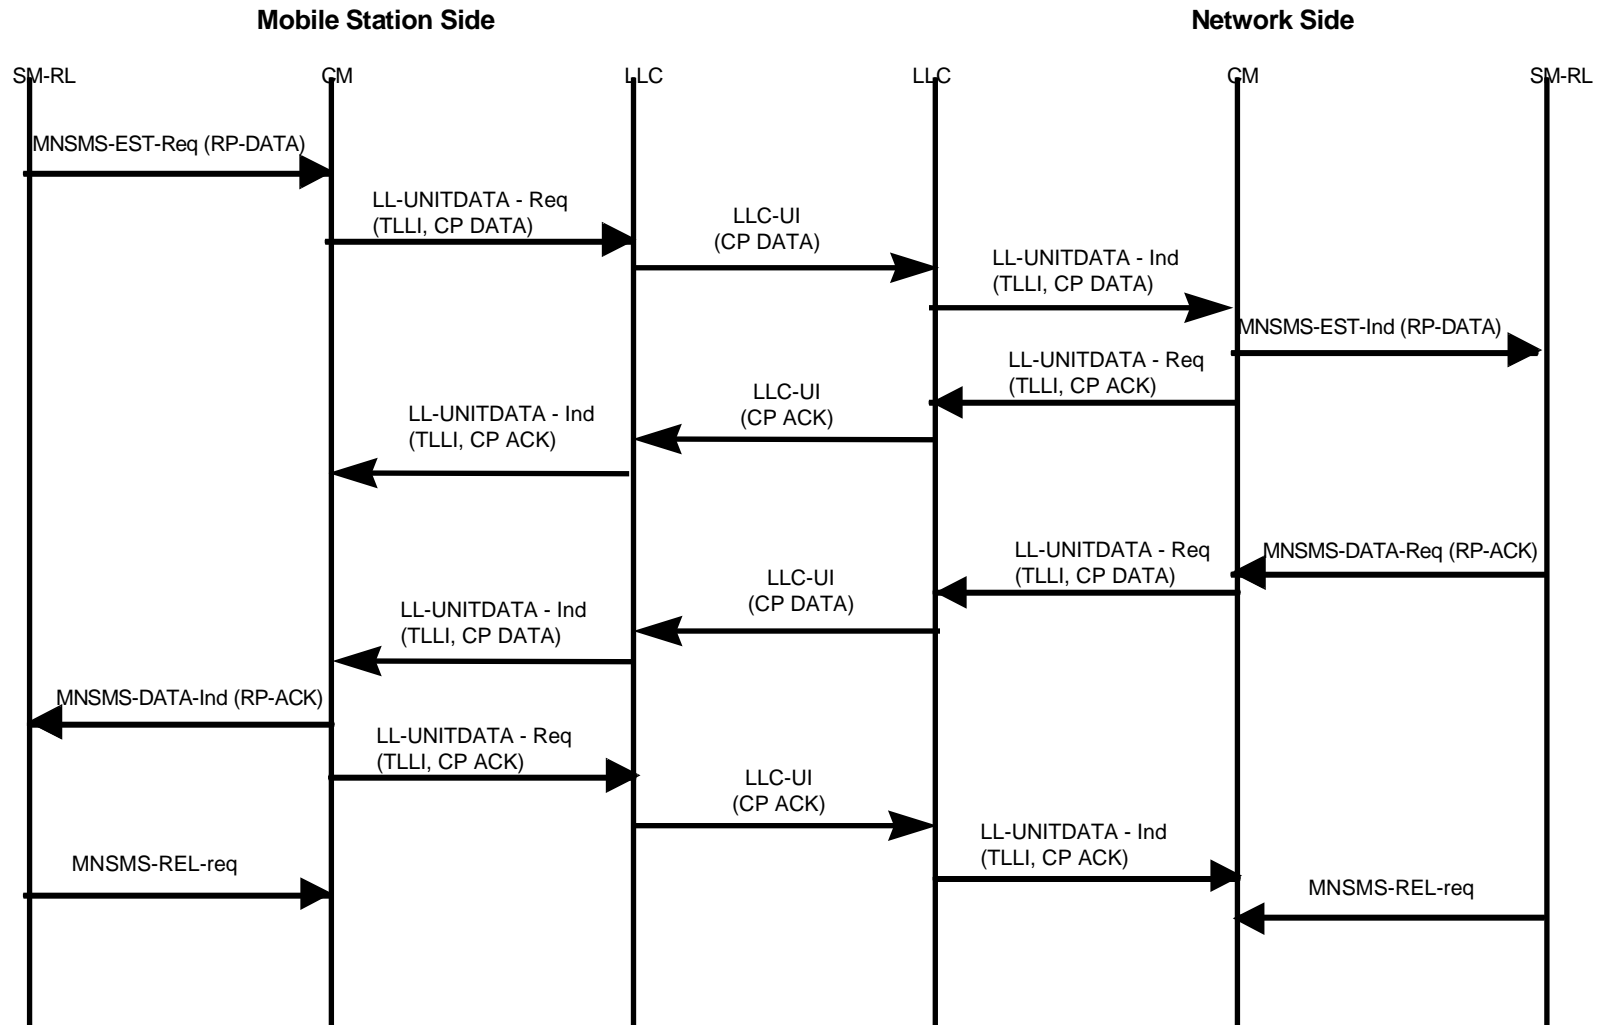 Mobile Station Side
Network Side
SM-RL
CM
LLC
LLC
CM
SM-RL
MNSMS-EST-Req (RP-DATA)
LL-UNITDATA - Req
(TLLI, CP DATA)
LLC-UI
(CP DATA)
LL-UNITDATA - Ind
(TLLI, CP DATA)
MNSMS-EST-Ind (RP-DATA)
LL-UNITDATA - Req
(TLLI, CP ACK)
LLC-UI
(CP ACK)
LL-UNITDATA - Ind
(TLLI, CP ACK)
MNSMS-DATA-Req (RP-ACK)
LL-UNITDATA - Req
(TLLI, CP DATA)
LLC-UI
(CP DATA)
LL-UNITDATA - Ind
(TLLI, CP DATA)
MNSMS-DATA-Ind (RP-ACK)
LL-UNITDATA - Req
(TLLI, CP ACK)
LLC-UI
(CP ACK)
LL-UNITDATA - Ind
(TLLI, CP ACK)
MNSMS-REL-req
MNSMS-REL-req